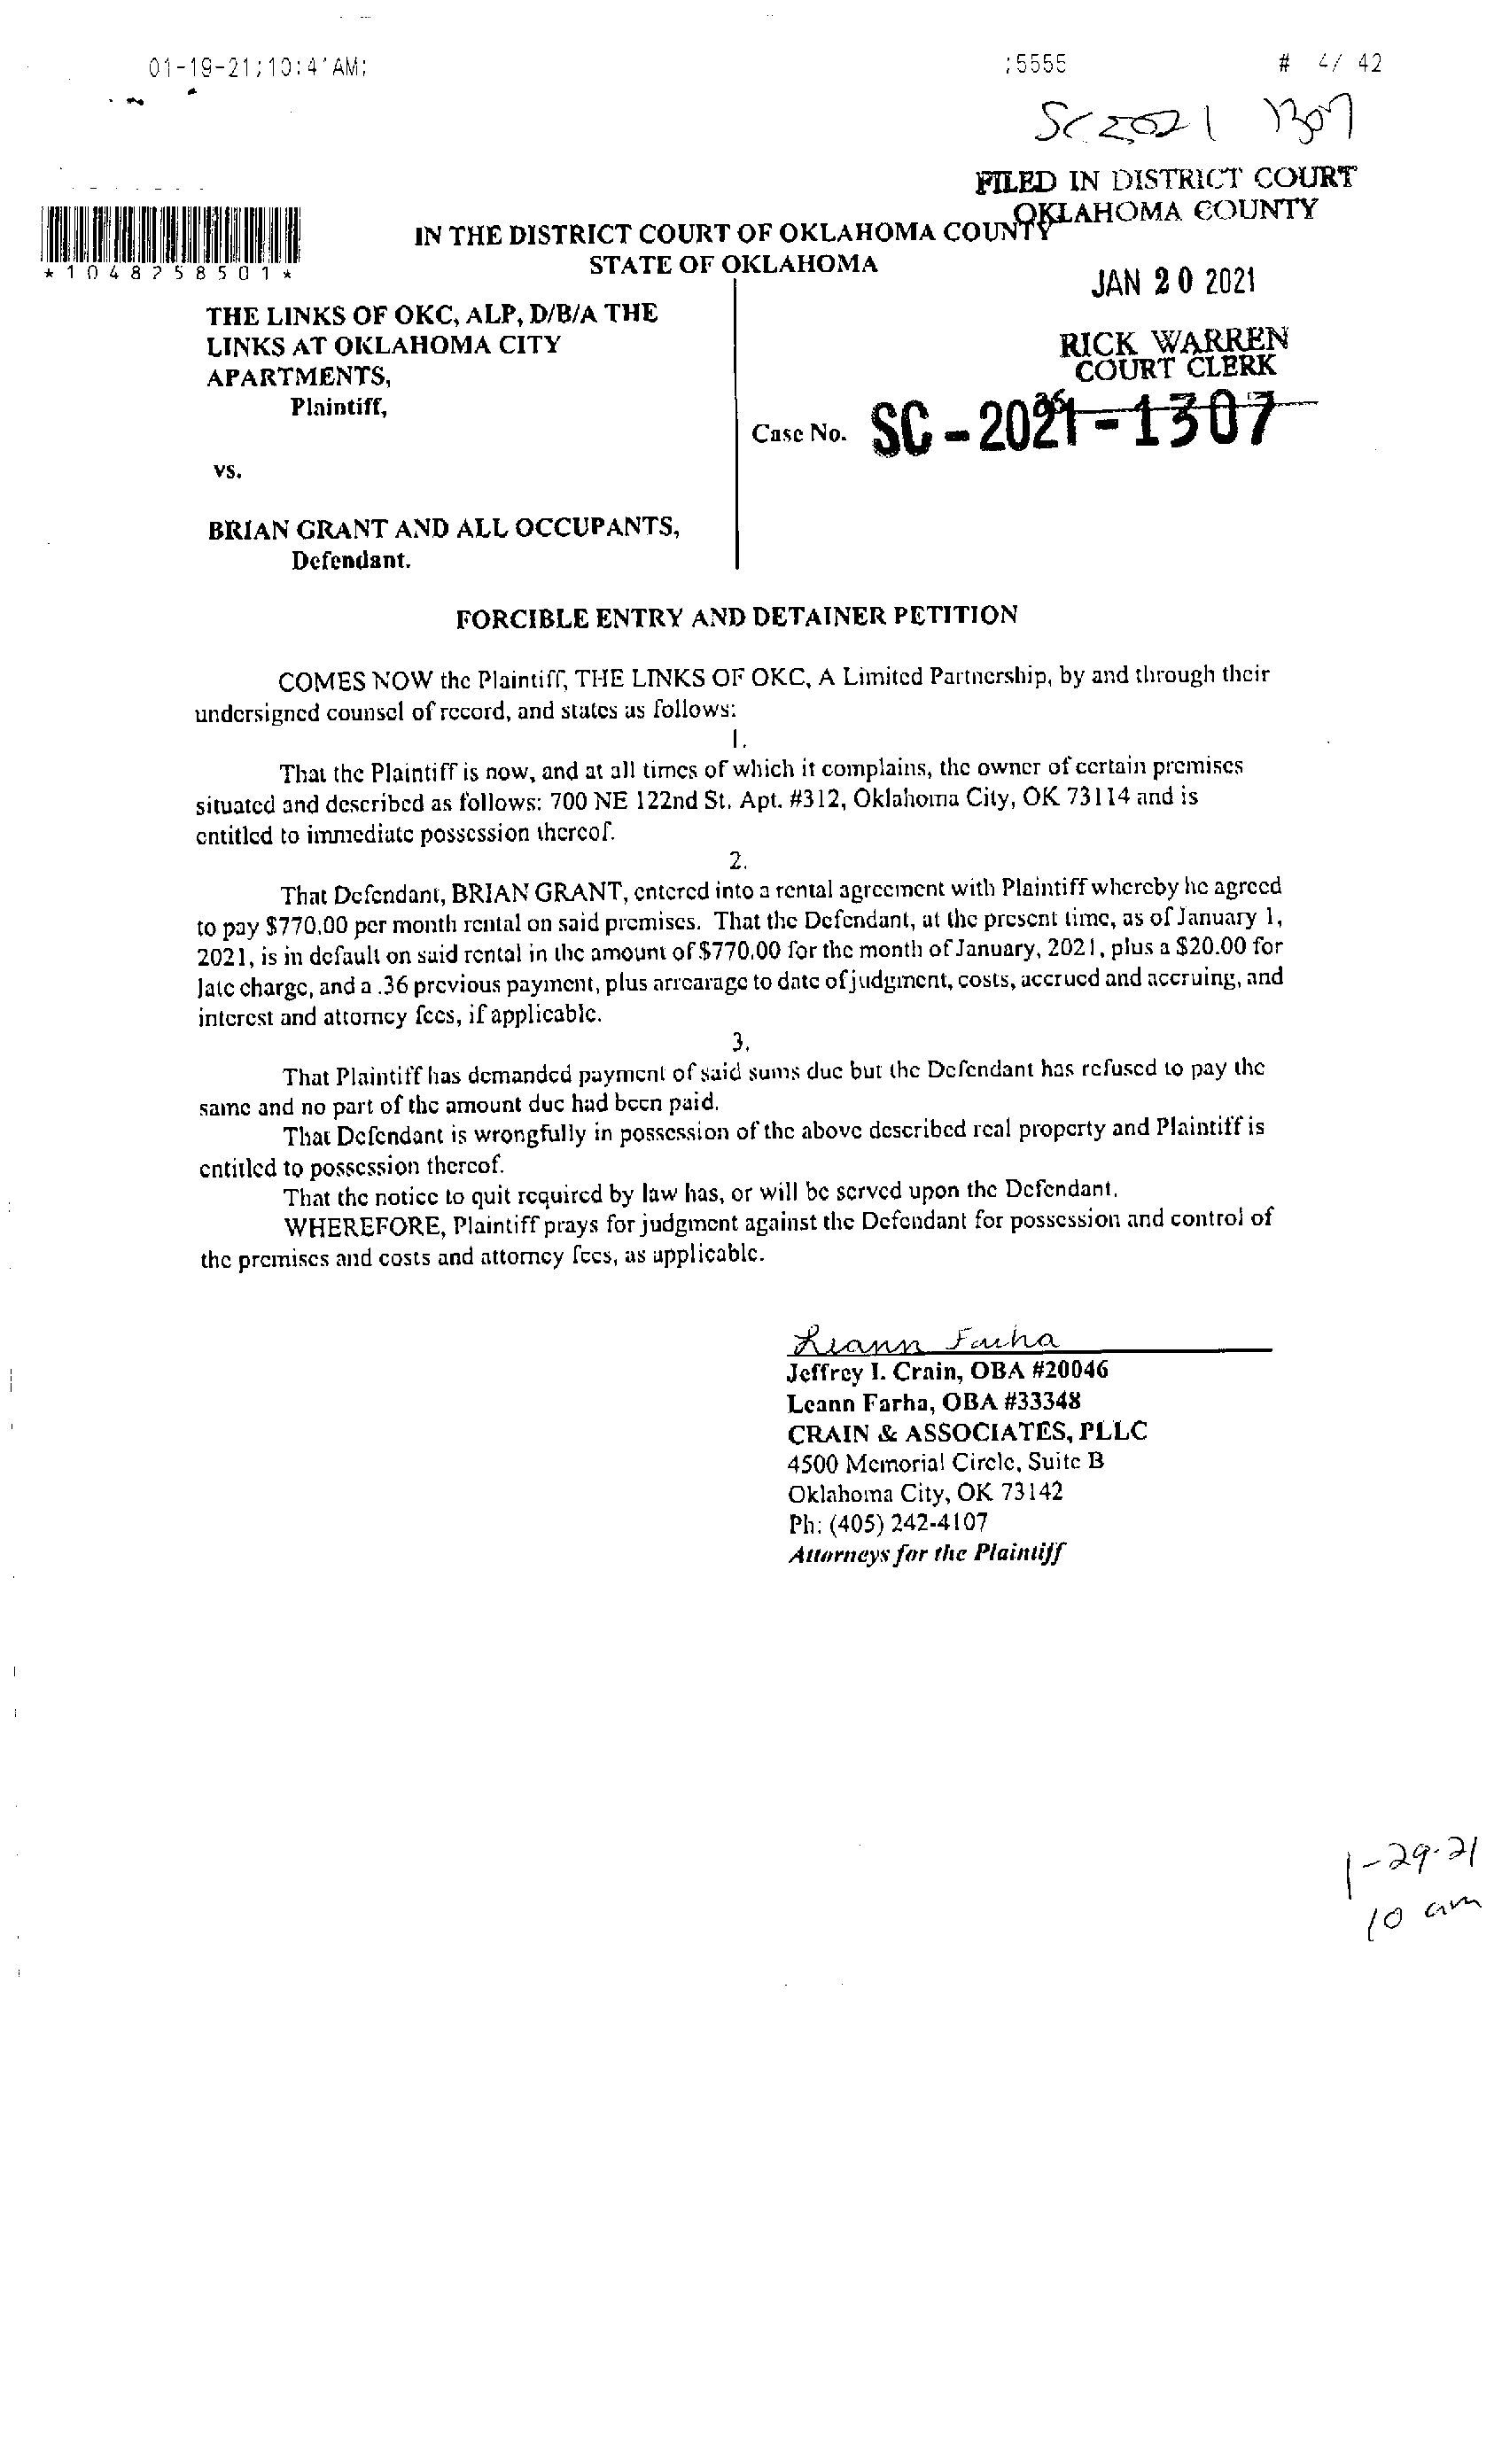 01-19-21;10:4'AM; ;5555 # 4/ 42
SC 2021 1307
FILED IN DISTRICT COURT
OKLAHOMA COUNTY
*1048258501*
IN THE DISTRICT COURT OF OKLAHOMA COUNTY
STATE OF OKLAHOMA
JAN 20 2021
RICK WARREN
COURT CLERK
THE LINKS OF OKC, ALP, D/B/A THE
LINKS AT OKLAHOMA CITY
APARTMENTS,
Plaintiff,
Case No. SC-2021-1307
vs.
BRIAN GRANT AND ALL OCCUPANTS,
Defendant.
FORCIBLE ENTRY AND DETAINER PETITION
COMES NOW the Plaintiff, THE LINKS OF OKC, A Limited Partnership, by and through their
undersigned counsel of record, and states as follows:
1.
That the Plaintiff is now, and at all times of which it complains, the owner of certain premises
situated and described as follows: 700 NE 122nd St. Apt. #312, Oklahoma City, OK 73114 and is
entitled to immediate possession thereof.
2.
That Defendant, BRIAN GRANT, entered into a rental agreement with Plaintiff whereby he agreed
to pay $770.00 per month rental on said premises. That the Defendant, at the present time, as of January 1,
2021, is in default on said rental in the amount of $770.00 for the month of January, 2021, plus a $20.00 for
late charge, and a .36 previous payment, plus arrearage to date of judgment, costs, accrued and accruing, and
interest and attorney fees, if applicable.
3.
That Plaintiff has demanded payment of said sums due but the Defendant has refused to pay the
same and no part of the amount due had been paid.
That Defendant is wrongfully in possession of the above described real property and Plaintiff is
entitled to possession thereof.
That the notice to quit required by law has, or will be served upon the Defendant.
WHEREFORE, Plaintiff prays for judgment against the Defendant for possession and control of
the premises and costs and attorney fees, as applicable.
Leann Farha
Jeffrey I. Crain, OBA #20046
Leann Farha, OBA #33348
CRAIN & ASSOCIATES, PLLC
4500 Memorial Circle, Suite B
Oklahoma City, OK 73142
Ph: (405) 242-4107
Attorneys for the Plaintiff
1-29-21
10 am